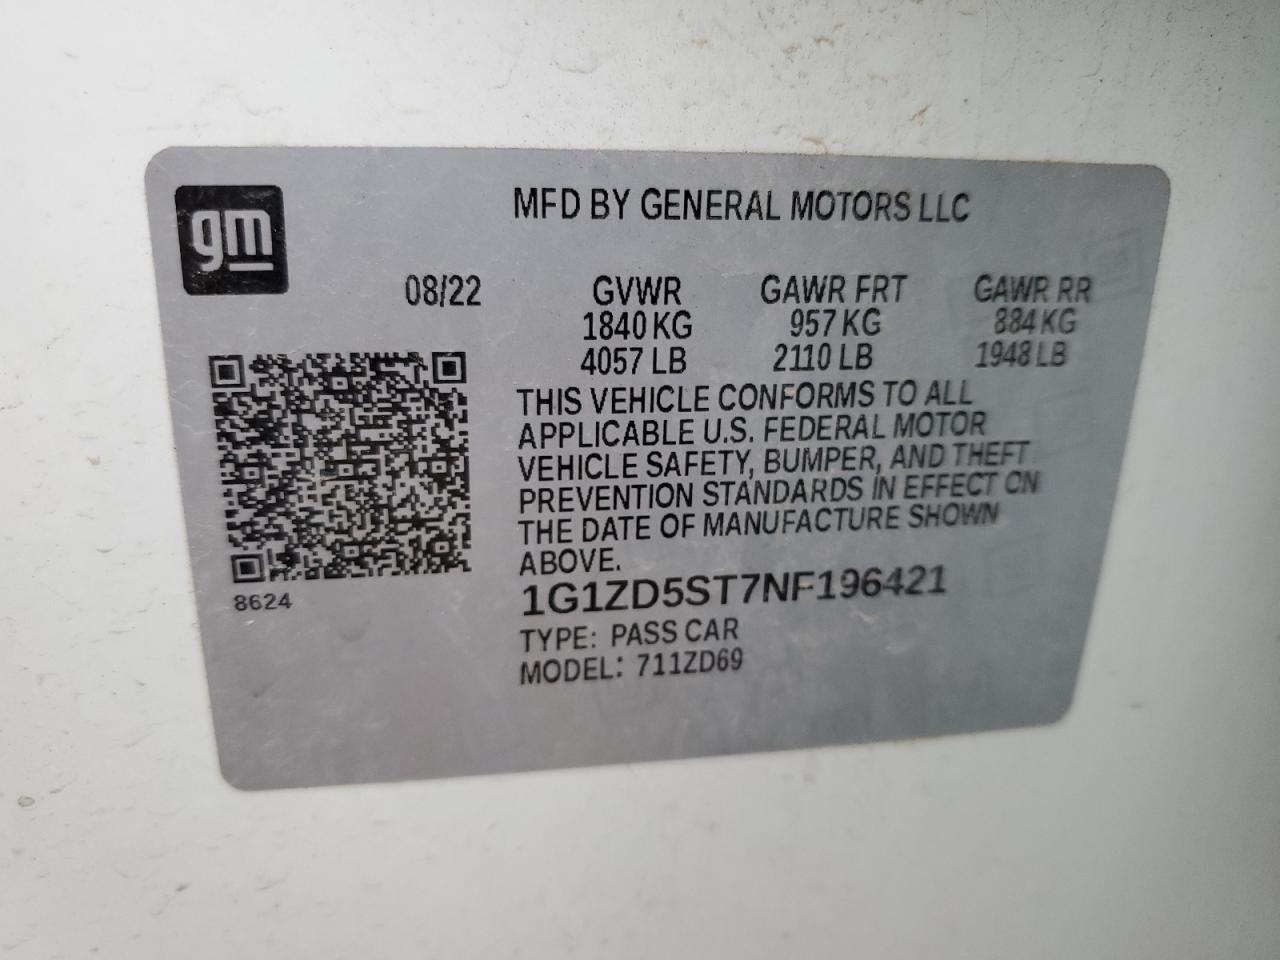 gm
MFD BY GENERAL MOTORS LLC
08/22 GVWR GAWR FRT GAWR RR
1840 KG 957 KG 884 KG
4057 LB 2110 LB 1948 LB
THIS VEHICLE CONFORMS TO ALL
APPLICABLE U.S. FEDERAL MOTOR
VEHICLE SAFETY, BUMPER, AND THEFT
PREVENTION STANDARDS IN EFFECT ON
THE DATE OF MANUFACTURE SHOWN
ABOVE.
1G1ZD5ST7NF196421
8624
TYPE: PASS CAR
MODEL: 711ZD69